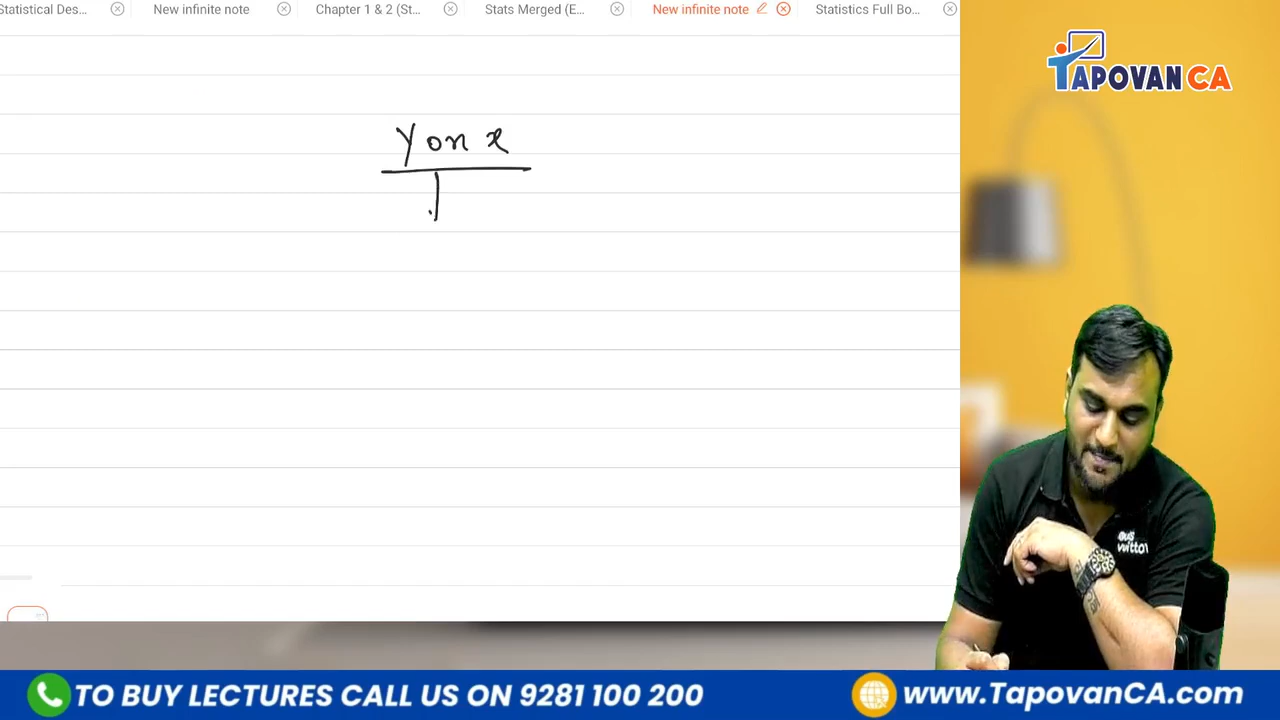 Statistical Des... New infinite note Chapter 1 & 2 (St... Stats Merged (E... New infinite note Statistics Full Bo...
TAPOVAN CA
Y on x
TO BUY LECTURES CALL US ON 9281 100 200 www.TapovanCA.com